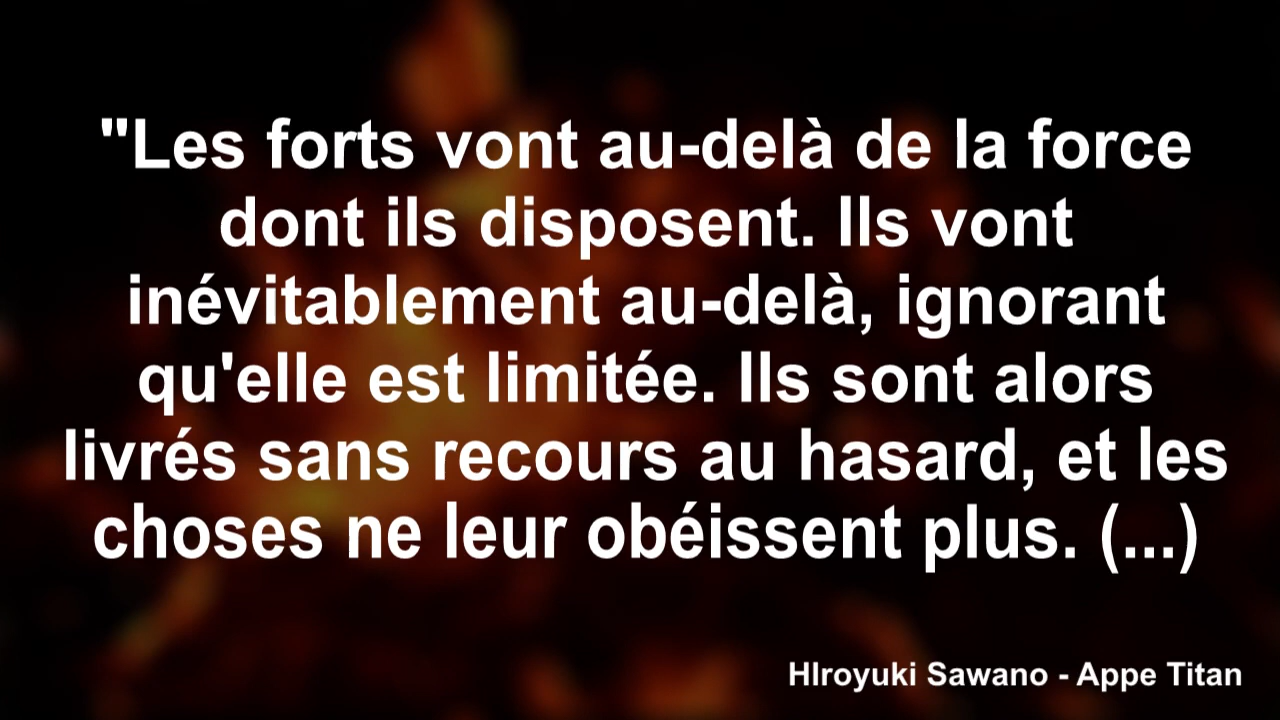 "Les forts vont au-delà de la force
dont ils disposent. Ils vont
inévitablement au-delà, ignorant
qu'elle est limitée. Ils sont alors
livrés sans recours au hasard, et les
choses ne leur obéissent plus. (...)
HIroyuki Sawano - Appe Titan